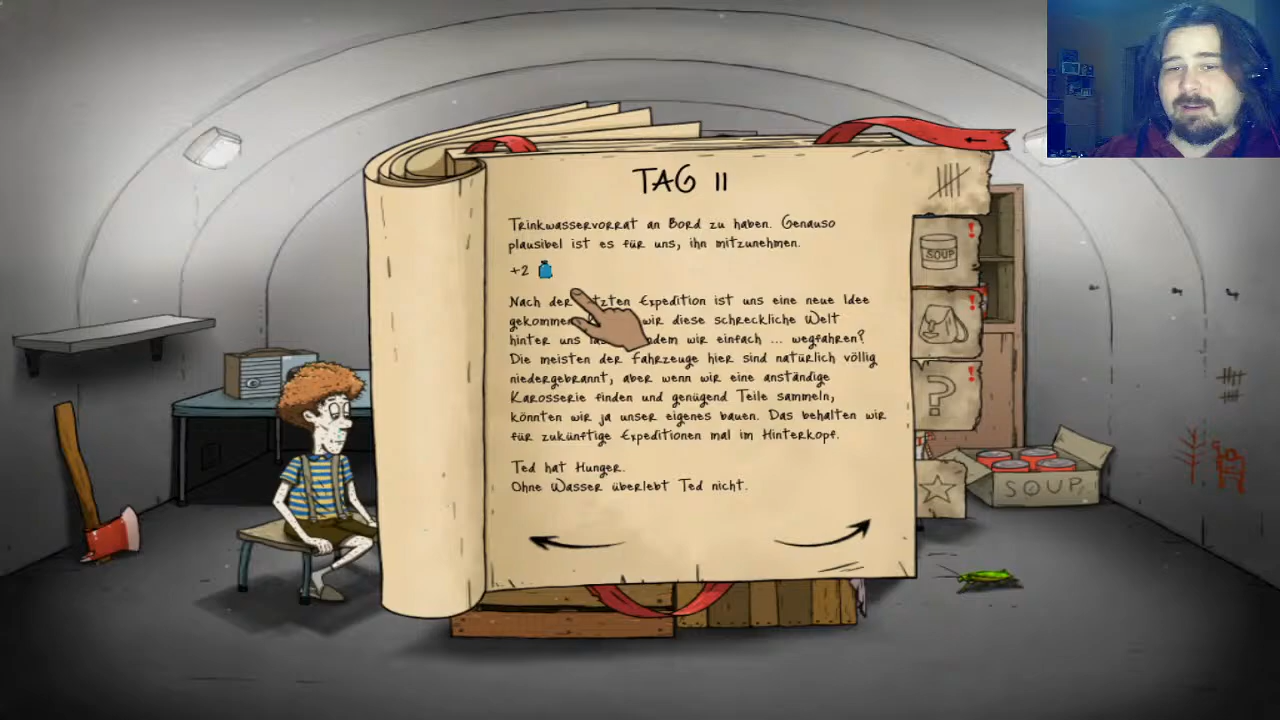 TAG 11
Trinkwasservorrat an Bord zu haben. Genauso
plausibel ist es für uns, ihn mitzunehmen.
+2
Nach der letzten Expedition ist uns eine neue Idee
gekommen wir diese schreckliche Welt
hinter uns indem wir einfach ... wegfahren?
Die meisten der Fahrzeuge hier sind natürlich völlig
niedergebrannt, aber wenn wir eine anständige
Karosserie finden und genügend Teile sammeln,
könnten wir ja unser eigenes bauen. Das behalten wir
für zukünftige Expeditionen mal im Hinterkopf.
Ted hat Hunger.
Ohne Wasser überlebt Ted nicht.
SOUP
!
!
?
!
SOUP